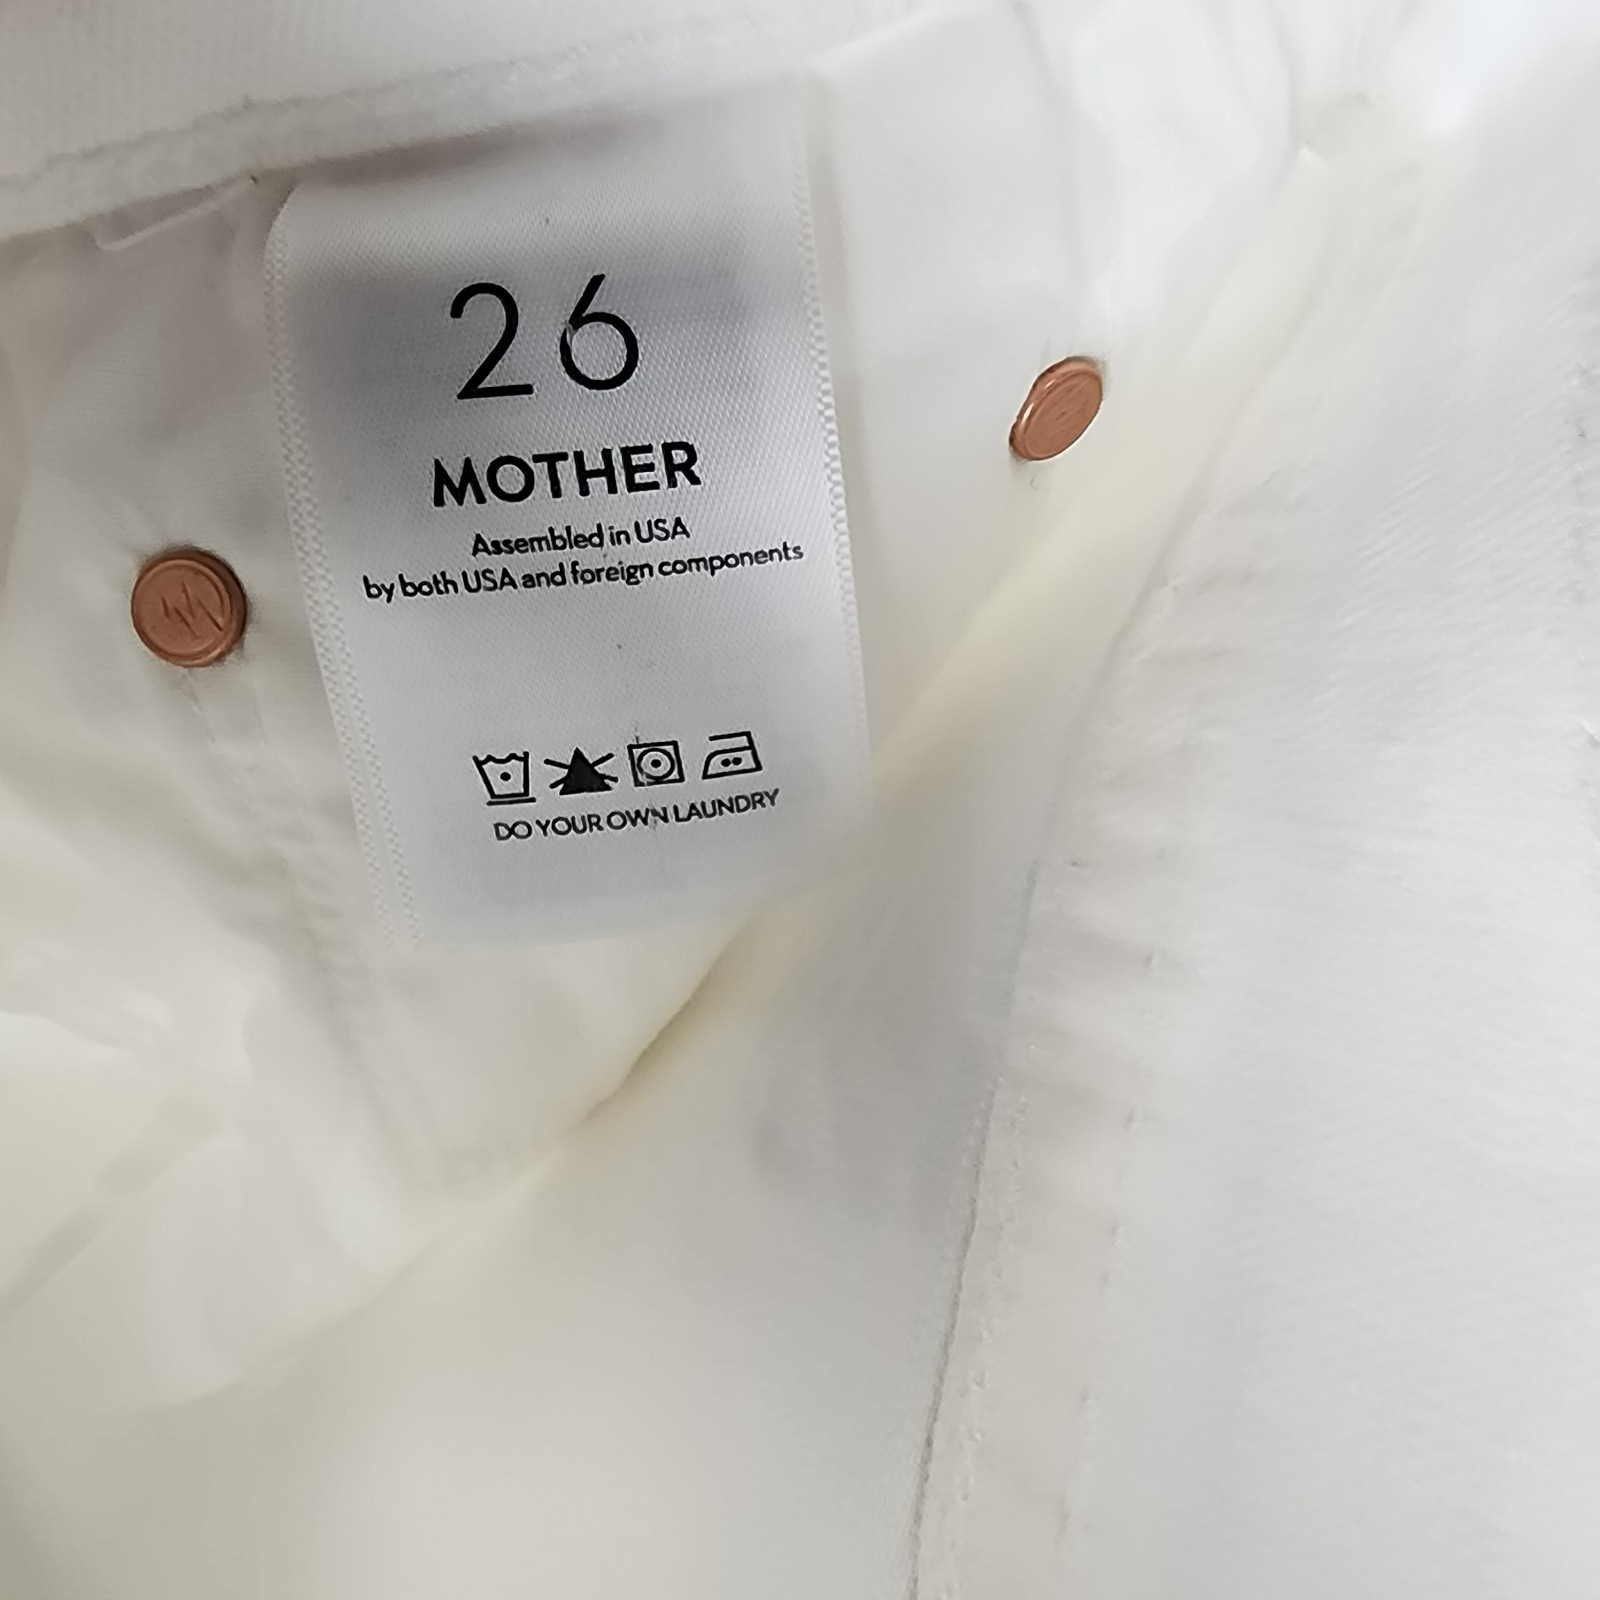 26
MOTHER
Assembled in USA
by both USA and foreign components
DO YOUR OWN LAUNDRY